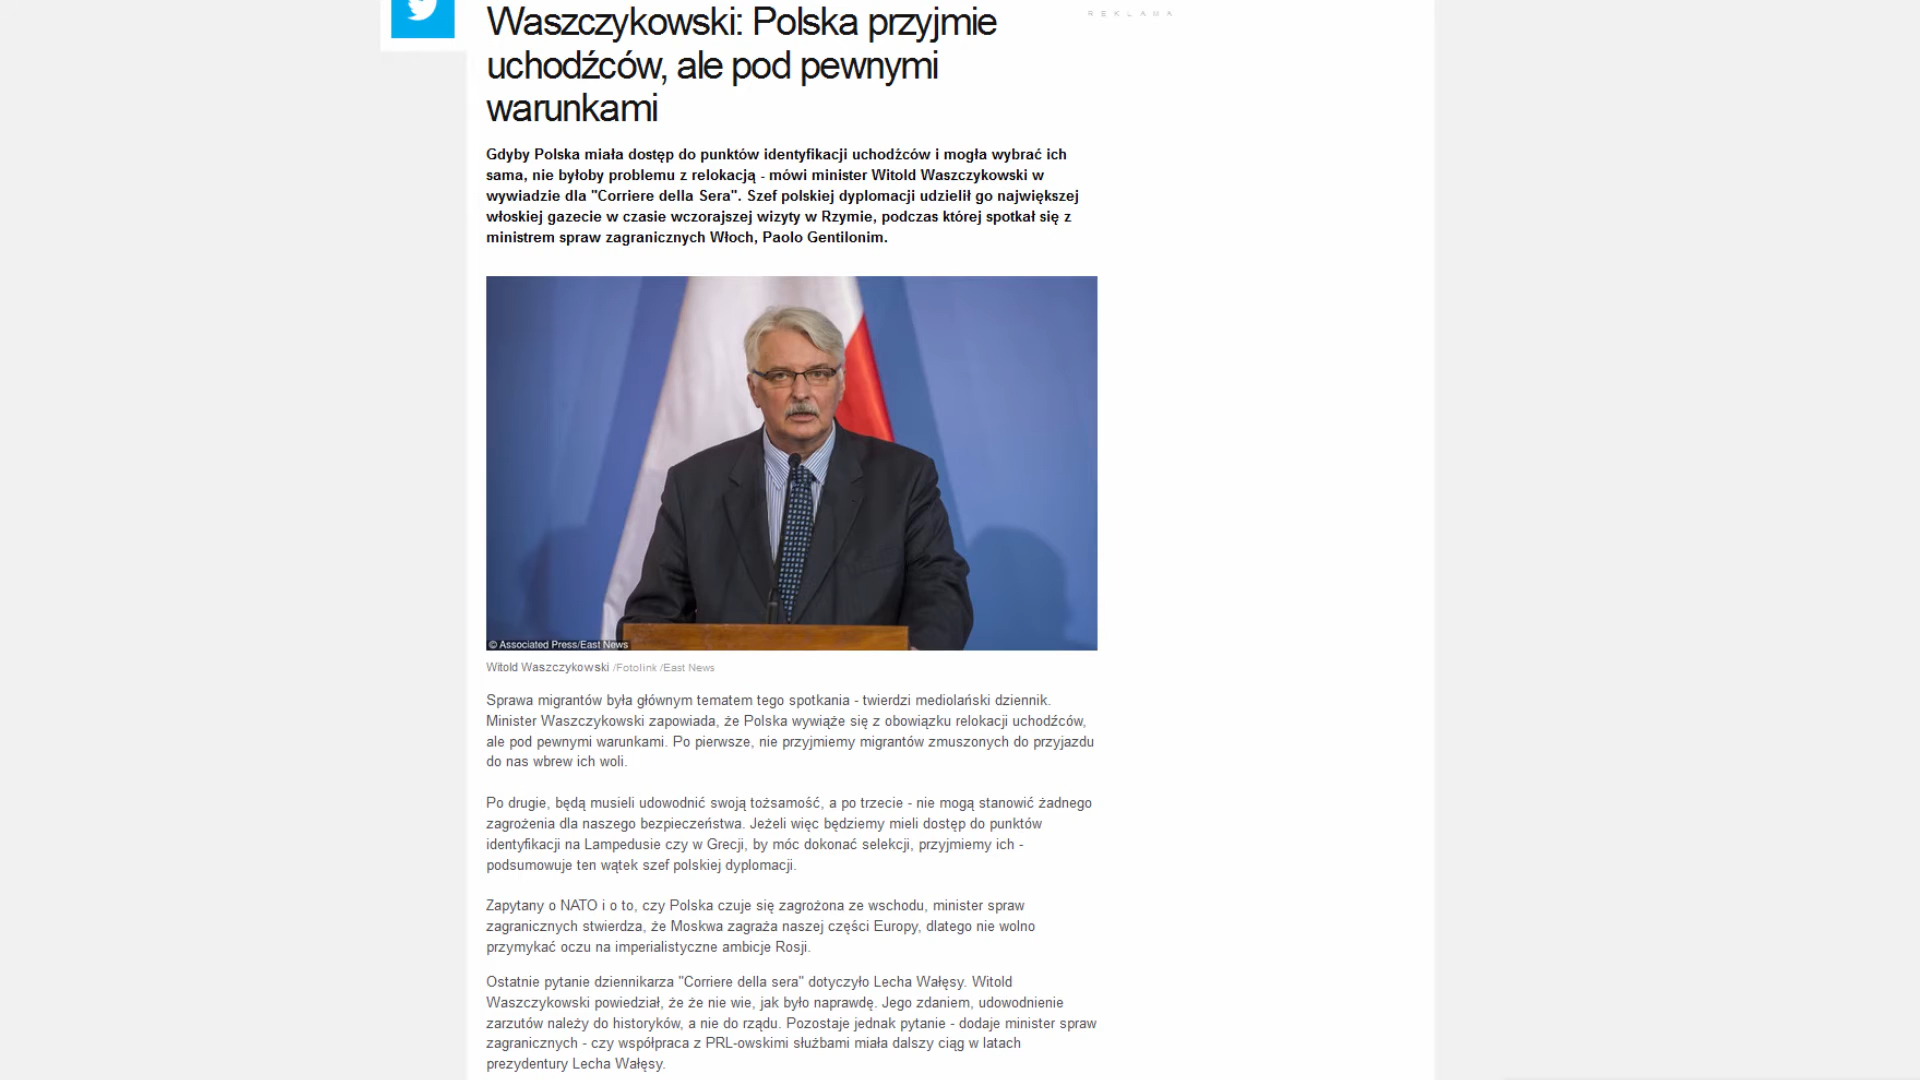 Waszczykowski: Polska przyjmie
REKLAMA
uchodźców, ale pod pewnymi
warunkami
Gdyby Polska miała dostęp do punktów identyfikacji uchodźców i mogła wybrać ich
sama, nie byłoby problemu z relokacją - mówi minister Witold Waszczykowski w
wywiadzie dla "Corriere della Sera". Szef polskiej dyplomacji udzielił go największej
włoskiej gazecie w czasie wczorajszej wizyty w Rzymie, podczas której spotkał się z
ministrem spraw zagranicznych Włoch, Paolo Gentilonim.
© Associated Press/East News
Witold Waszczykowski /Fotolink /East News
Sprawa migrantów była głównym tematem tego spotkania - twierdzi mediolański dziennik.
Minister Waszczykowski zapowiada, że Polska wywiąże się z obowiązku relokacji uchodźców,
ale pod pewnymi warunkami. Po pierwsze, nie przyjmiemy migrantów zmuszonych do przyjazdu
do nas wbrew ich woli.
Po drugie, będą musieli udowodnić swoją tożsamość, a po trzecie - nie mogą stanowić żadnego
zagrożenia dla naszego bezpieczeństwa. Jeżeli więc będziemy mieli dostęp do punktów
identyfikacji na Lampedusie czy w Grecji, by móc dokonać selekcji, przyjmiemy ich -
podsumowuje ten wątek szef polskiej dyplomacji.
Zapytany o NATO i o to, czy Polska czuje się zagrożona ze wschodu, minister spraw
zagranicznych stwierdza, że Moskwa zagraża naszej części Europy, dlatego nie wolno
przymykać oczu na imperialistyczne ambicje Rosji.
Ostatnie pytanie dziennikarza "Corriere della sera" dotyczyło Lecha Wałęsy. Witold
Waszczykowski powiedział, że że nie wie, jak było naprawdę. Jego zdaniem, udowodnienie
zarzutów należy do historyków, a nie do rządu. Pozostaje jednak pytanie - dodaje minister spraw
zagranicznych - czy współpraca z PRL-owskimi służbami miała dalszy ciąg w latach
prezydentury Lecha Wałęsy.